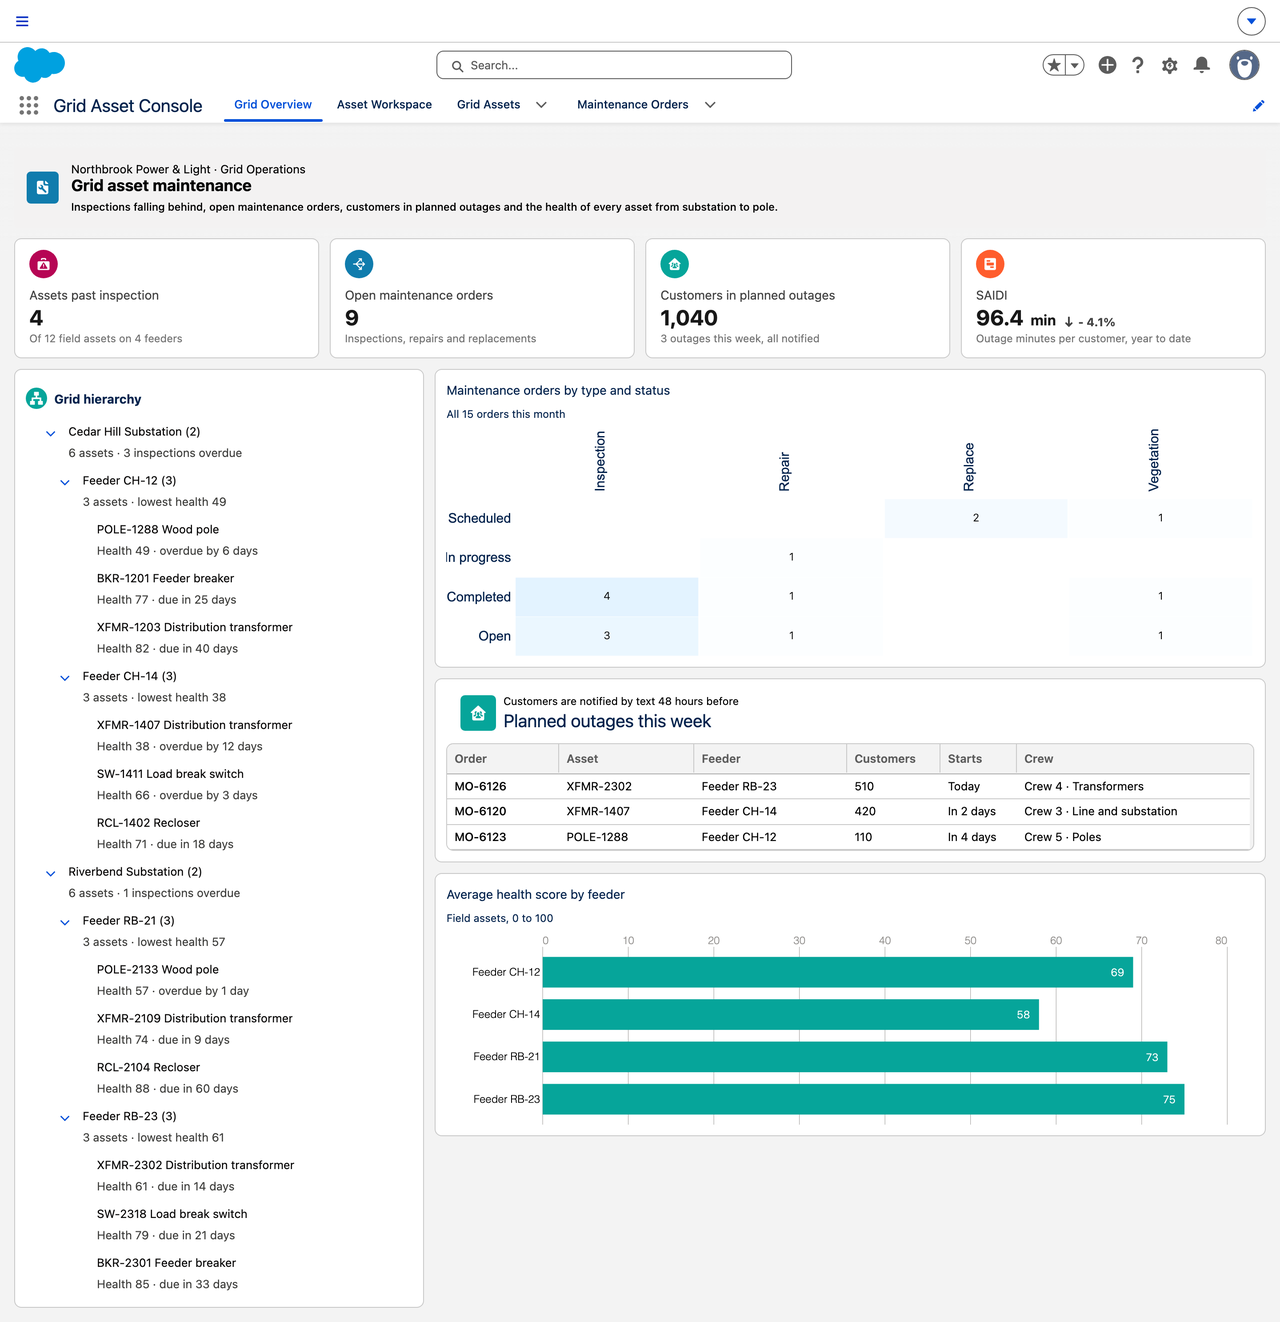 Search...
Grid Asset Console
Grid Overview
Asset Workspace
Grid Assets
Maintenance Orders
Northbrook Power & Light · Grid Operations
Grid asset maintenance
Inspections falling behind, open maintenance orders, customers in planned outages and the health of every asset from substation to pole.
Assets past inspection
4
Of 12 field assets on 4 feeders
Open maintenance orders
9
Inspections, repairs and replacements
Customers in planned outages
1,040
3 outages this week, all notified
SAIDI
96.4 min ↓ - 4.1%
Outage minutes per customer, year to date
Grid hierarchy
Cedar Hill Substation (2)
6 assets · 3 inspections overdue
Feeder CH-12 (3)
3 assets · lowest health 49
POLE-1288 Wood pole
Health 49 · overdue by 6 days
BKR-1201 Feeder breaker
Health 77 · due in 25 days
XFMR-1203 Distribution transformer
Health 82 · due in 40 days
Feeder CH-14 (3)
3 assets · lowest health 38
XFMR-1407 Distribution transformer
Health 38 · overdue by 12 days
SW-1411 Load break switch
Health 66 · overdue by 3 days
RCL-1402 Recloser
Health 71 · due in 18 days
Riverbend Substation (2)
6 assets · 1 inspections overdue
Feeder RB-21 (3)
3 assets · lowest health 57
POLE-2133 Wood pole
Health 57 · overdue by 1 day
XFMR-2109 Distribution transformer
Health 74 · due in 9 days
RCL-2104 Recloser
Health 88 · due in 60 days
Feeder RB-23 (3)
3 assets · lowest health 61
XFMR-2302 Distribution transformer
Health 61 · due in 14 days
SW-2318 Load break switch
Health 79 · due in 21 days
BKR-2301 Feeder breaker
Health 85 · due in 33 days
Maintenance orders by type and status
All 15 orders this month
Inspection Repair Replace Vegetation
Scheduled 2 1
In progress 1
Completed 4 1 1
Open 3 1 1
Customers are notified by text 48 hours before
Planned outages this week
Order Asset Feeder Customers Starts Crew
MO-6126 XFMR-2302 Feeder RB-23 510 Today Crew 4 · Transformers
MO-6120 XFMR-1407 Feeder CH-14 420 In 2 days Crew 3 · Line and substation
MO-6123 POLE-1288 Feeder CH-12 110 In 4 days Crew 5 · Poles
Average health score by feeder
Field assets, 0 to 100
0 10 20 30 40 50 60 70 80
Feeder CH-12 69
Feeder CH-14 58
Feeder RB-21 73
Feeder RB-23 75